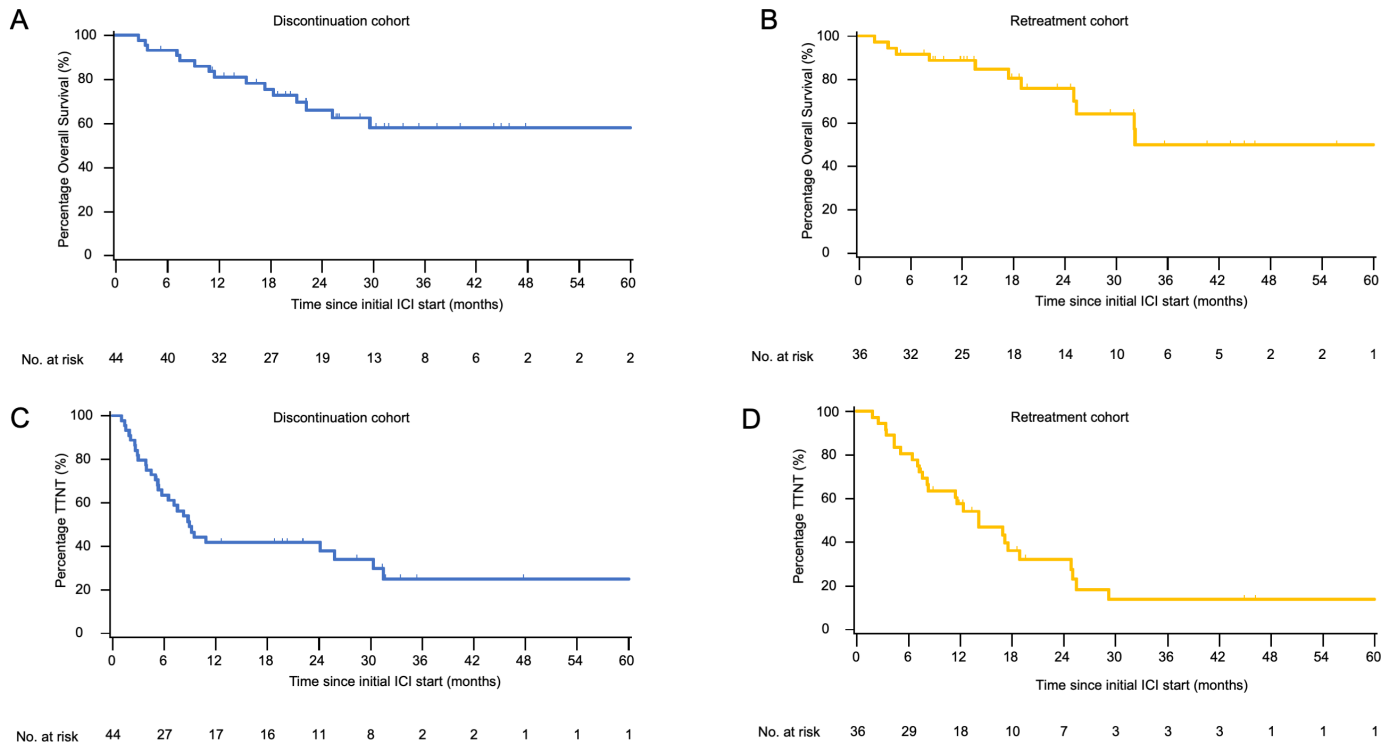 A
Discontinuation cohort
Percentage Overall Survival (%)
100
80
60
40
20
0
0 6 12 18 24 30 36 42 48 54 60
Time since initial ICI start (months)
No. at risk 44 40 32 27 19 13 8 6 2 2 2
B
Retreatment cohort
Percentage Overall Survival (%)
100
80
60
40
20
0
0 6 12 18 24 30 36 42 48 54 60
Time since initial ICI start (months)
No. at risk 36 32 25 18 14 10 6 5 2 2 1
C
Discontinuation cohort
Percentage TTNT (%)
100
80
60
40
20
0
0 6 12 18 24 30 36 42 48 54 60
Time since initial ICI start (months)
No. at risk 44 27 17 16 11 8 2 2 1 1 1
D
Retreatment cohort
Percentage TTNT (%)
100
80
60
40
20
0
0 6 12 18 24 30 36 42 48 54 60
Time since initial ICI start (months)
No. at risk 36 29 18 10 7 3 3 3 1 1 1